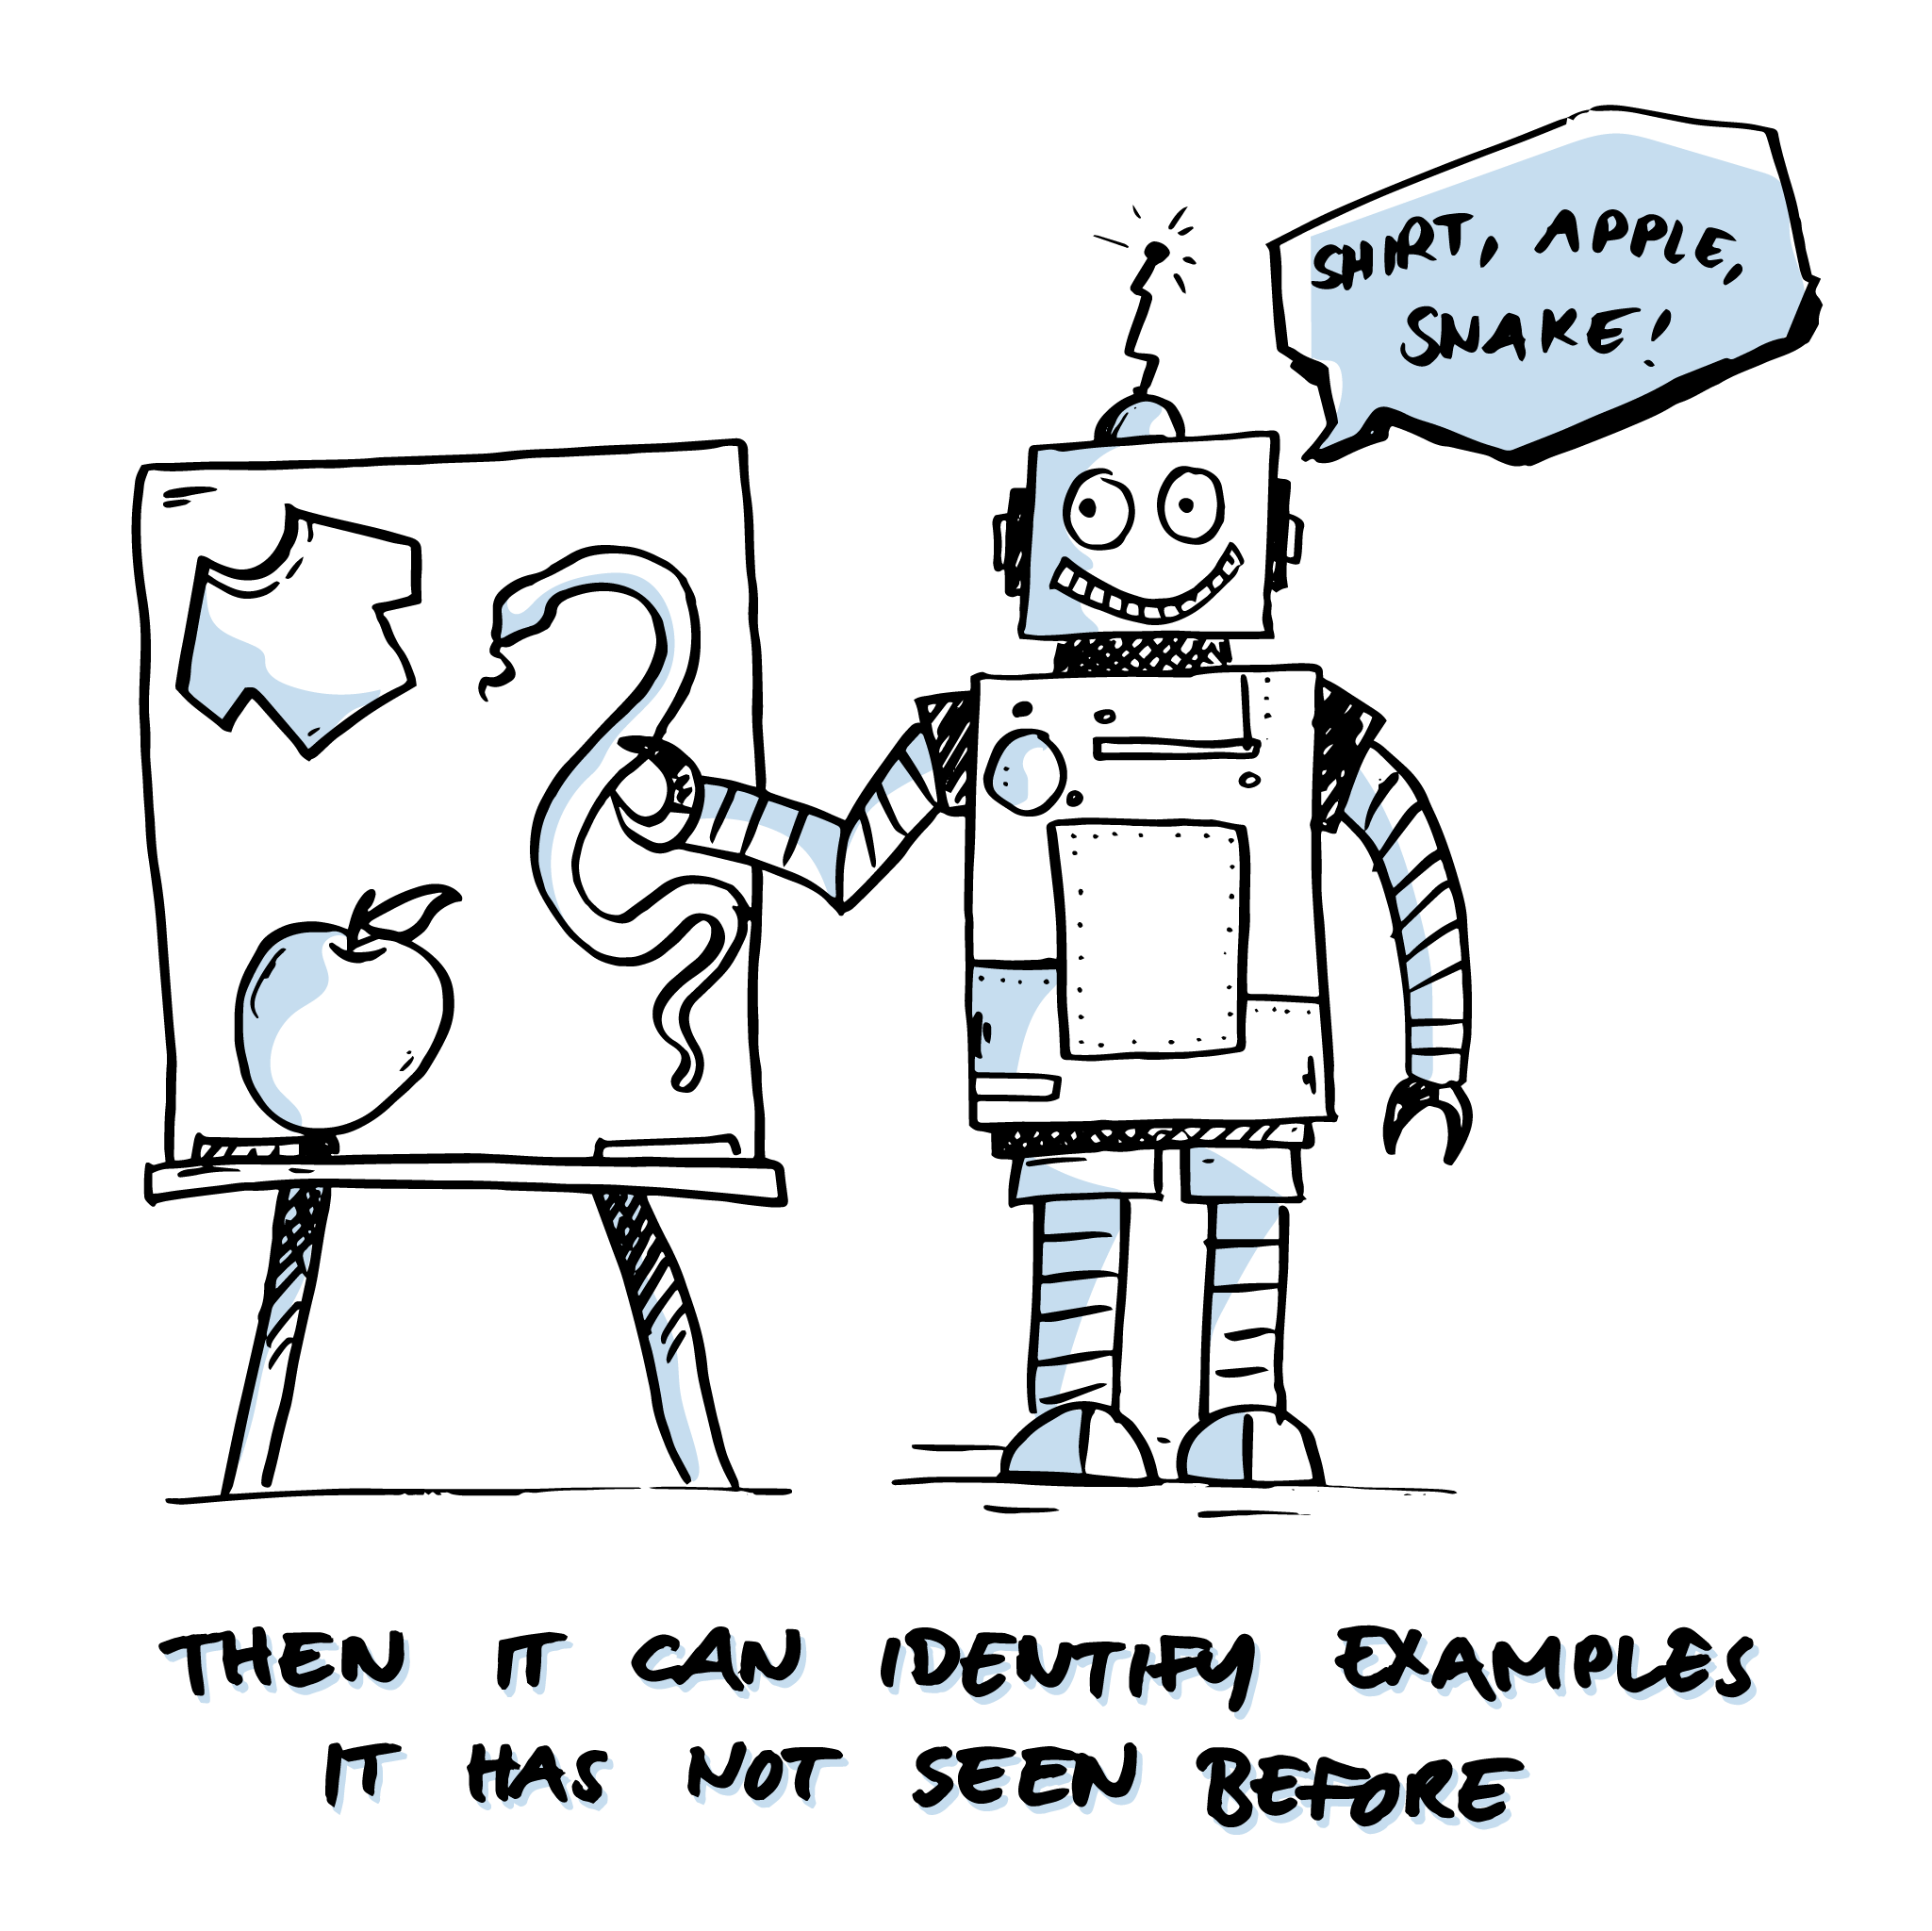 SHIRT, APPLE,
SNAKE!
THEN IT CAN IDENTIFY EXAMPLES
IT HAS NOT SEEN BEFORE